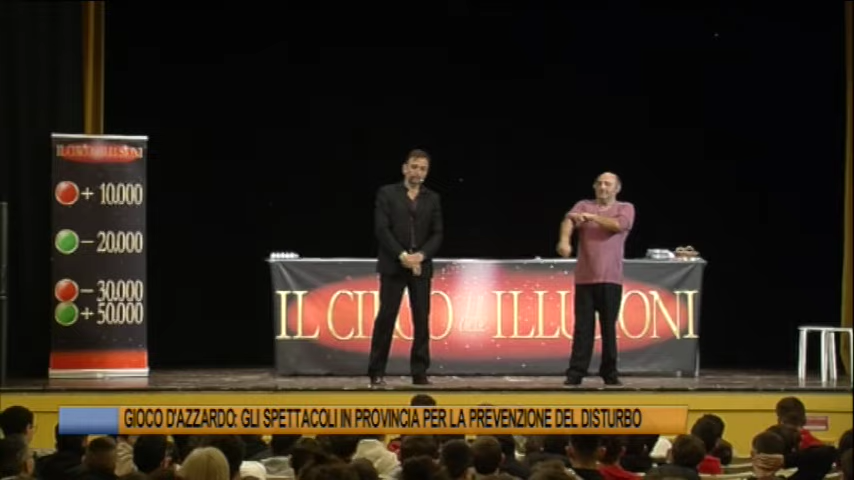 IL CIRCO delle ILLUSIONI
+ 10.000
- 20.000
- 30.000
+ 50.000
IL CIRCO delle ILLUSIONI
GIOCO D'AZZARDO: GLI SPETTACOLI IN PROVINCIA PER LA PREVENZIONE DEL DISTURBO